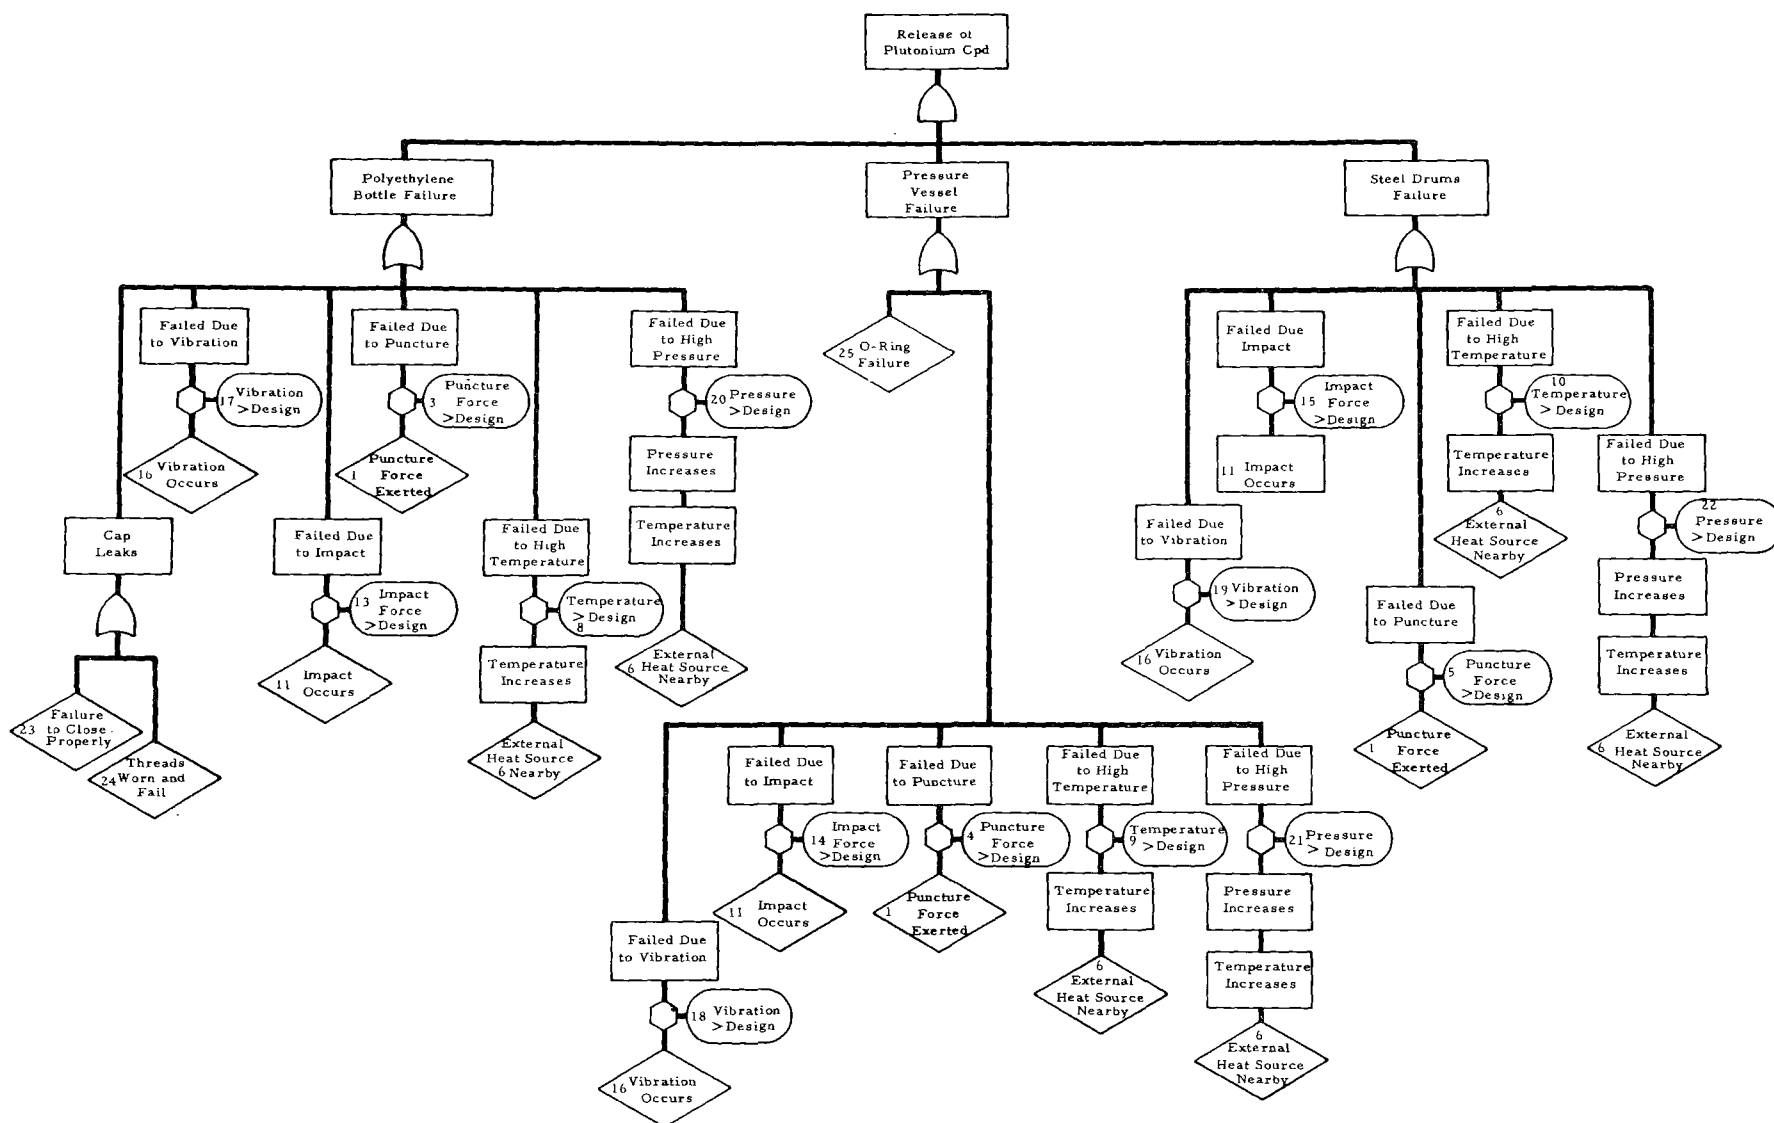 Release of
Plutonium Cpd
Polyethylene
Bottle Failure
Pressure
Vessel
Failure
Steel Drums
Failure
Failed Due
to Vibration
17 Vibration
>Design
16 Vibration
Occurs
Failed Due
to Puncture
3 Puncture
Force
>Design
1 Puncture
Force
Exerted
Failed Due
to High
Pressure
20 Pressure
>Design
Pressure
Increases
Temperature
Increases
6 External
Heat Source
Nearby
Cap
Leaks
23 Failure
to Close
Properly
24 Threads
Worn and
Fail
Failed Due
to Impact
13 Impact
Force
>Design
11 Impact
Occurs
Failed Due
to High
Temperature
Temperature
>Design
8
Temperature
Increases
External
Heat Source
6 Nearby
25 O-Ring
Failure
Failed Due
to Vibration
18 Vibration
>Design
16 Vibration
Occurs
Failed Due
to Impact
14 Impact
Force
>Design
11 Impact
Occurs
Failed Due
to Puncture
4 Puncture
Force
>Design
1 Puncture
Force
Exerted
Failed Due
to High
Temperature
9 Temperature
>Design
Temperature
Increases
6
External
Heat Source
Nearby
Failed Due
to High
Pressure
21 Pressure
>Design
Pressure
Increases
Temperature
Increases
6
External
Heat Source
Nearby
Failed Due
to Vibration
19 Vibration
>Design
16 Vibration
Occurs
Failed Due
Impact
15 Impact
Force
>Design
11 Impact
Occurs
Failed Due
to Puncture
5 Puncture
Force
>Design
1 Puncture
Force
Exerted
Failed Due
to High
Temperature
10
Temperature
>Design
Temperature
Increases
6
External
Heat Source
Nearby
Failed Due
to High
Pressure
22
Pressure
>Design
Pressure
Increases
Temperature
Increases
6 External
Heat Source
Nearby